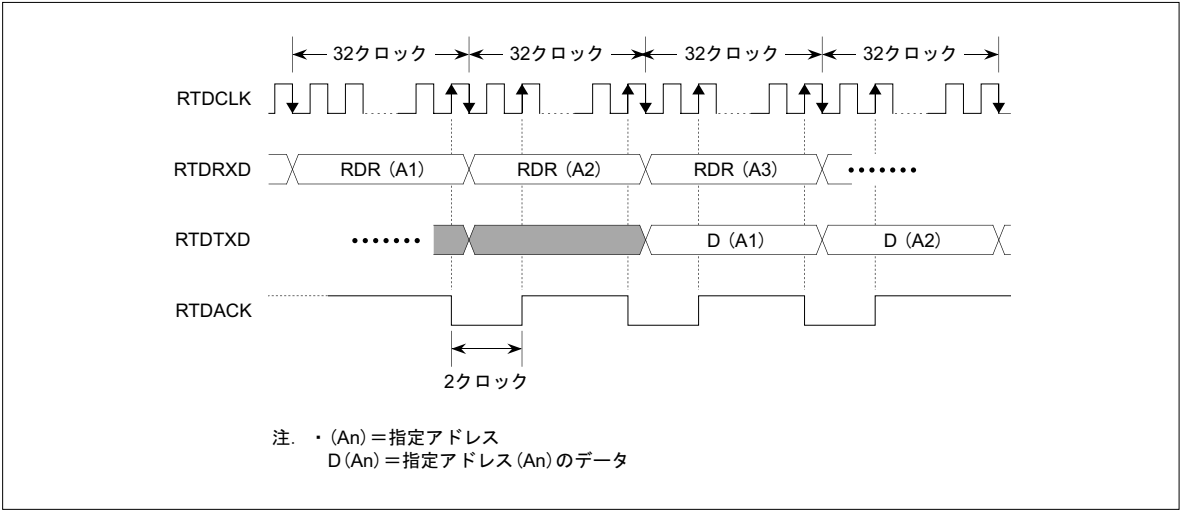 32クロック 32クロック 32クロック 32クロック
RTDCLK
RTDRXD RDR (A1) RDR (A2) RDR (A3) •••••••
RTDTXD ••••••• D (A1) D (A2)
RTDACK
2クロック
注. ・(An)＝指定アドレス
D(An)＝指定アドレス(An)のデータ